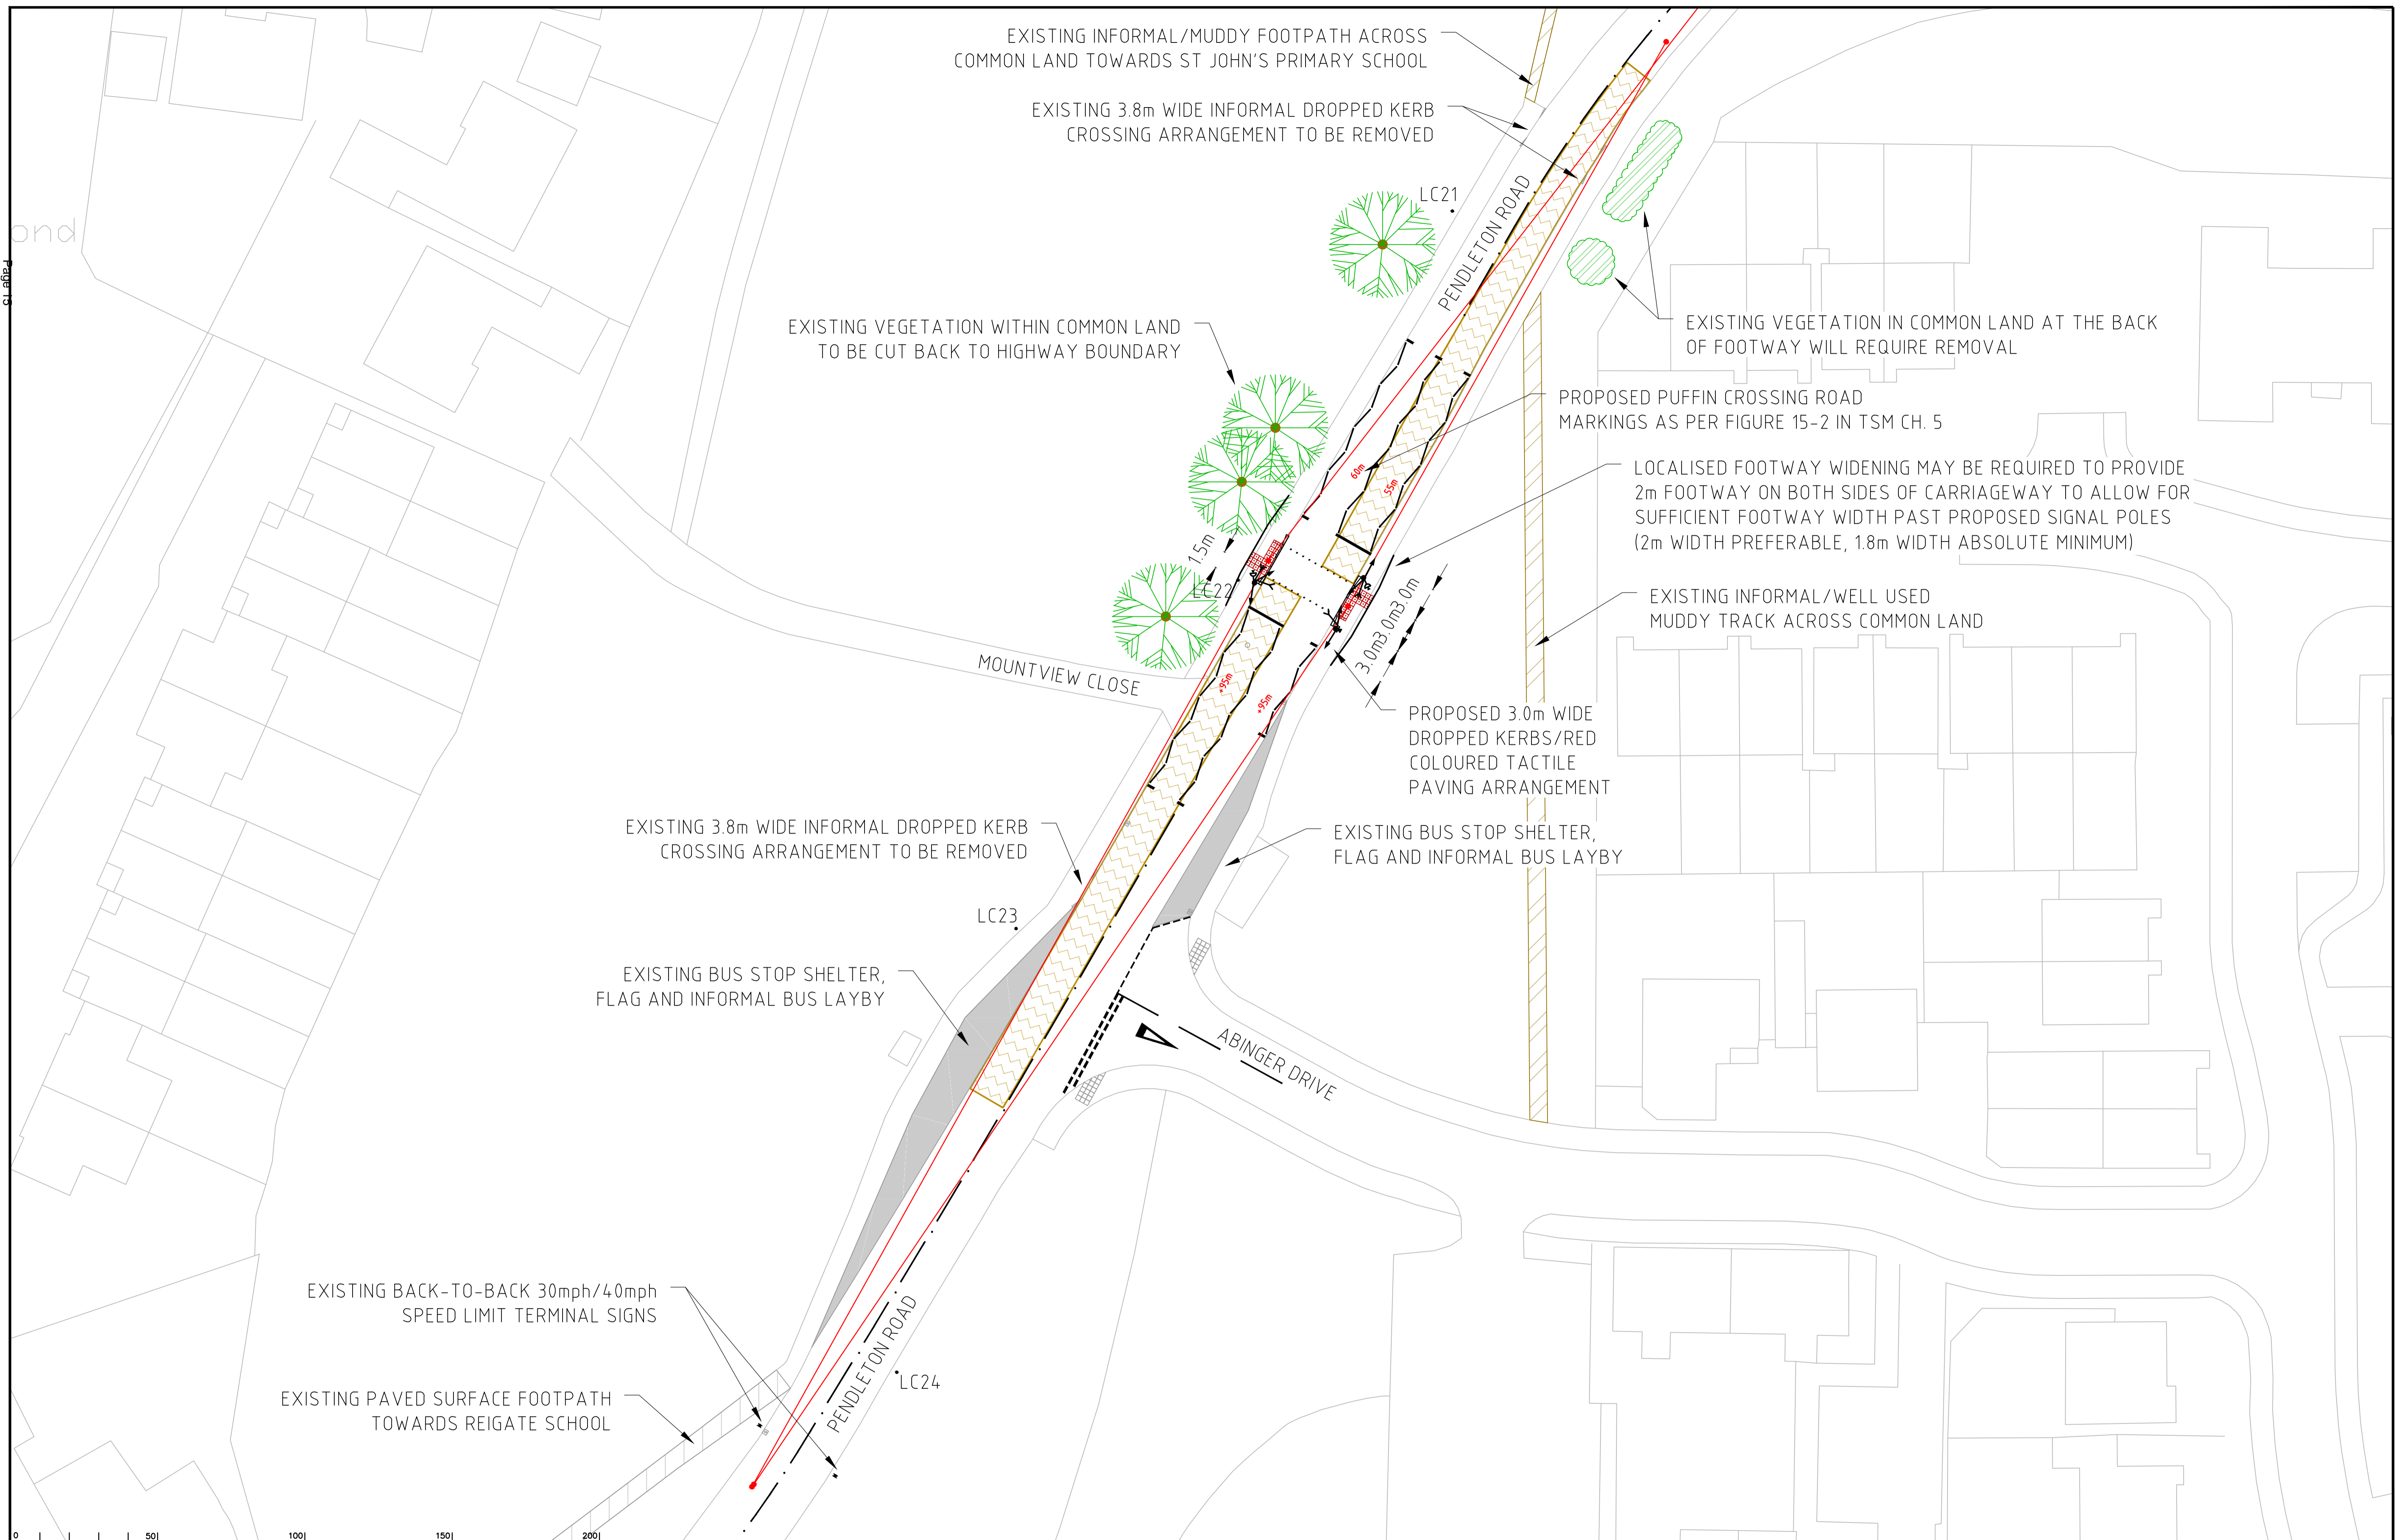 EXISTING INFORMAL/MUDDY FOOTPATH ACROSS
COMMON LAND TOWARDS ST JOHN'S PRIMARY SCHOOL
EXISTING 3.8m WIDE INFORMAL DROPPED KERB
CROSSING ARRANGEMENT TO BE REMOVED
LC21
PENDLETON ROAD
ond
Page 15
EXISTING VEGETATION WITHIN COMMON LAND
TO BE CUT BACK TO HIGHWAY BOUNDARY
EXISTING VEGETATION IN COMMON LAND AT THE BACK
OF FOOTWAY WILL REQUIRE REMOVAL
PROPOSED PUFFIN CROSSING ROAD
MARKINGS AS PER FIGURE 15-2 IN TSM CH. 5
60m
55m
LOCALISED FOOTWAY WIDENING MAY BE REQUIRED TO PROVIDE
2m FOOTWAY ON BOTH SIDES OF CARRIAGEWAY TO ALLOW FOR
SUFFICIENT FOOTWAY WIDTH PAST PROPOSED SIGNAL POLES
(2m WIDTH PREFERABLE, 1.8m WIDTH ABSOLUTE MINIMUM)
1.5m
LC22
3.0m
3.0m
3.0m
EXISTING INFORMAL/WELL USED
MUDDY TRACK ACROSS COMMON LAND
MOUNTVIEW CLOSE
+95m
+95m
PROPOSED 3.0m WIDE
DROPPED KERBS/RED
COLOURED TACTILE
PAVING ARRANGEMENT
EXISTING 3.8m WIDE INFORMAL DROPPED KERB
CROSSING ARRANGEMENT TO BE REMOVED
EXISTING BUS STOP SHELTER,
FLAG AND INFORMAL BUS LAYBY
LC23
EXISTING BUS STOP SHELTER,
FLAG AND INFORMAL BUS LAYBY
ABINGER DRIVE
EXISTING BACK-TO-BACK 30mph/40mph
SPEED LIMIT TERMINAL SIGNS
PENDLETON ROAD
LC24
EXISTING PAVED SURFACE FOOTPATH
TOWARDS REIGATE SCHOOL
0 50 100 150 200